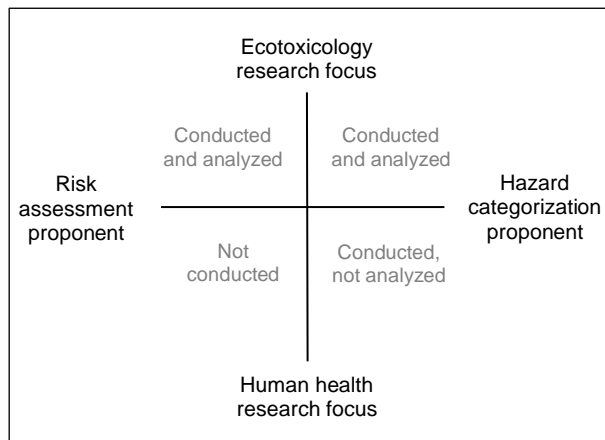 Ecotoxicology
research focus
Conducted
and analyzed
Conducted
and analyzed
Risk
assessment
proponent
Hazard
categorization
proponent
Not
conducted
Conducted,
not analyzed
Human health
research focus